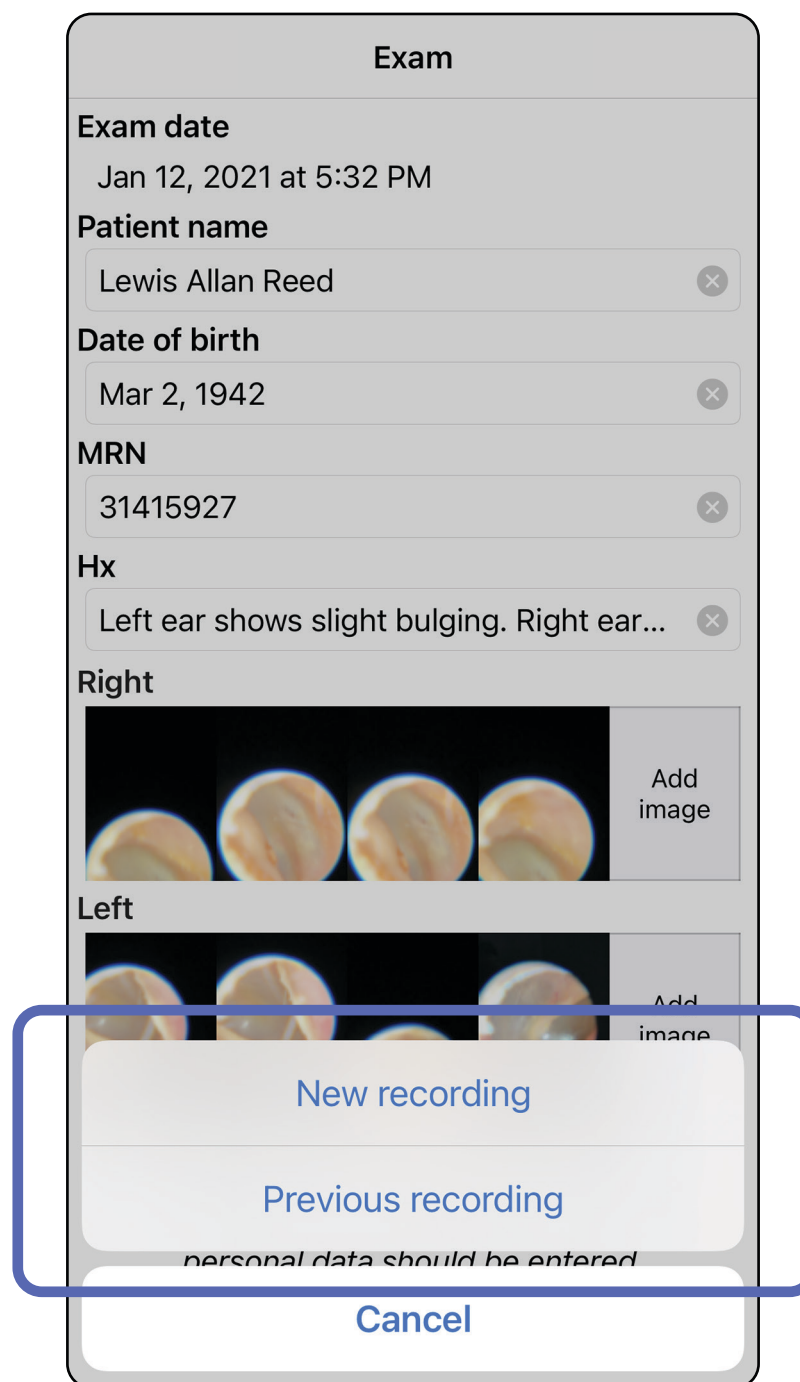 Exam
Exam date
Jan 12, 2021 at 5:32 PM
Patient name
Lewis Allan Reed
Date of birth
Mar 2, 1942
MRN
31415927
Hx
Left ear shows slight bulging. Right ear...
Right
Add
image
Left
Add
image
New recording
Previous recording
personal data should be entered
Cancel